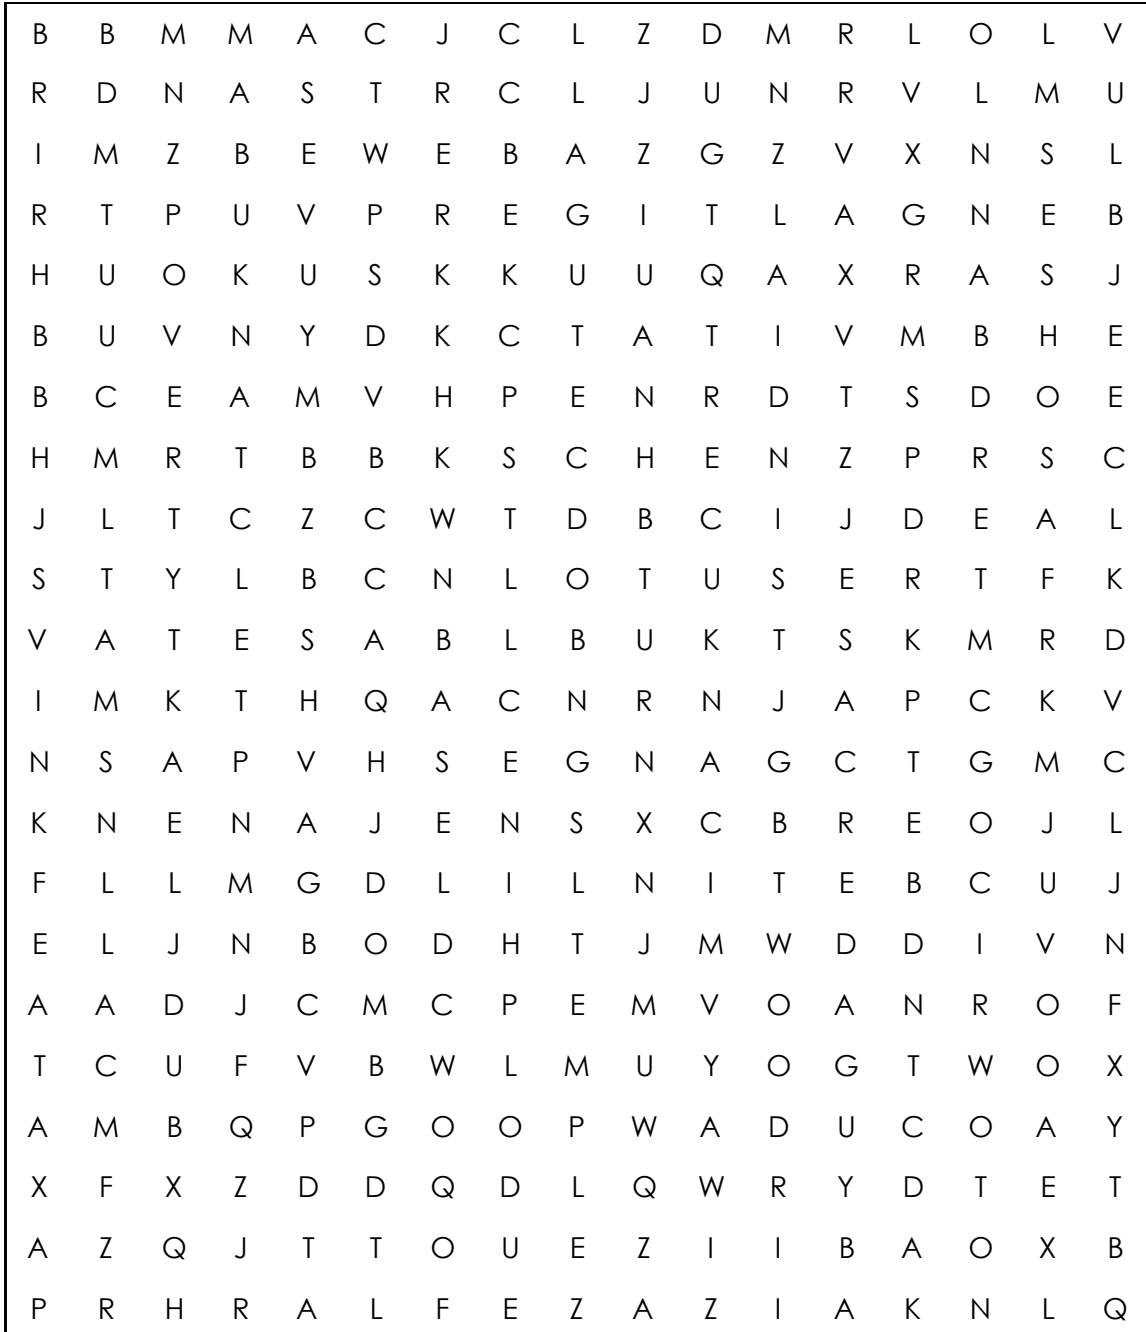 B B M M A C J C L Z D M R L O L V
R D N A S T R C L J U N R V L M U
I M Z B E W E B A Z G Z V X N S L
R T P U V P R E G I T L A G N E B
H U O K U S K K U U Q A X R A S J
B U V N Y D K C T A T I V M B H E
B C E A M V H P E N R D T S D O E
H M R T B B K S C H E N Z P R S C
J L T C Z C W T D B C I J D E A L
S T Y L B C N L O T U S E R T F K
V A T E S A B L B U K T S K M R D
I M K T H Q A C N R N J A P C K V
N S A P V H S E G N A G C T G M C
K N E N A J E N S X C B R E O J L
F L L M G D L I L N I T E B C U J
E L J N B O D H T J M W D D I V N
A A D J C M C P E M V O A N R O F
T C U F V B W L M U Y O G T W O X
A M B Q P G O O P W A D U C O A Y
X F X Z D D Q D L Q W R Y D T E T
A Z Q J T T O U E Z I I B A O X B
P R H R A L F E Z A Z I A K N L Q